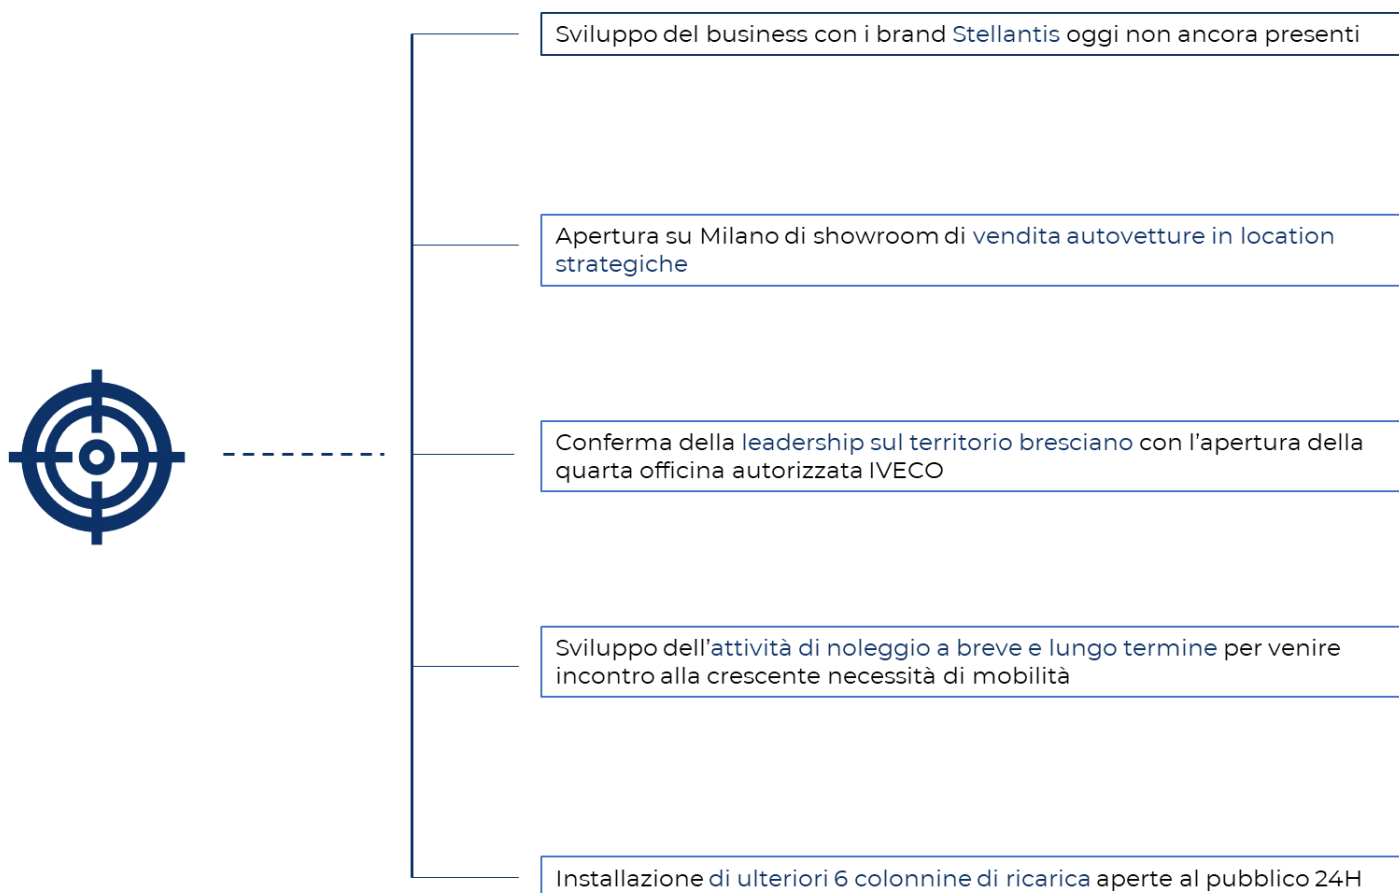 Sviluppo del business con i brand Stellantis oggi non ancora presenti
Apertura su Milano di showroom di vendita autovetture in location
strategiche
Conferma della leadership sul territorio bresciano con l’apertura della
quarta officina autorizzata IVECO
Sviluppo dell’attività di noleggio a breve e lungo termine per venire
incontro alla crescente necessità di mobilità
Installazione di ulteriori 6 colonnine di ricarica aperte al pubblico 24H